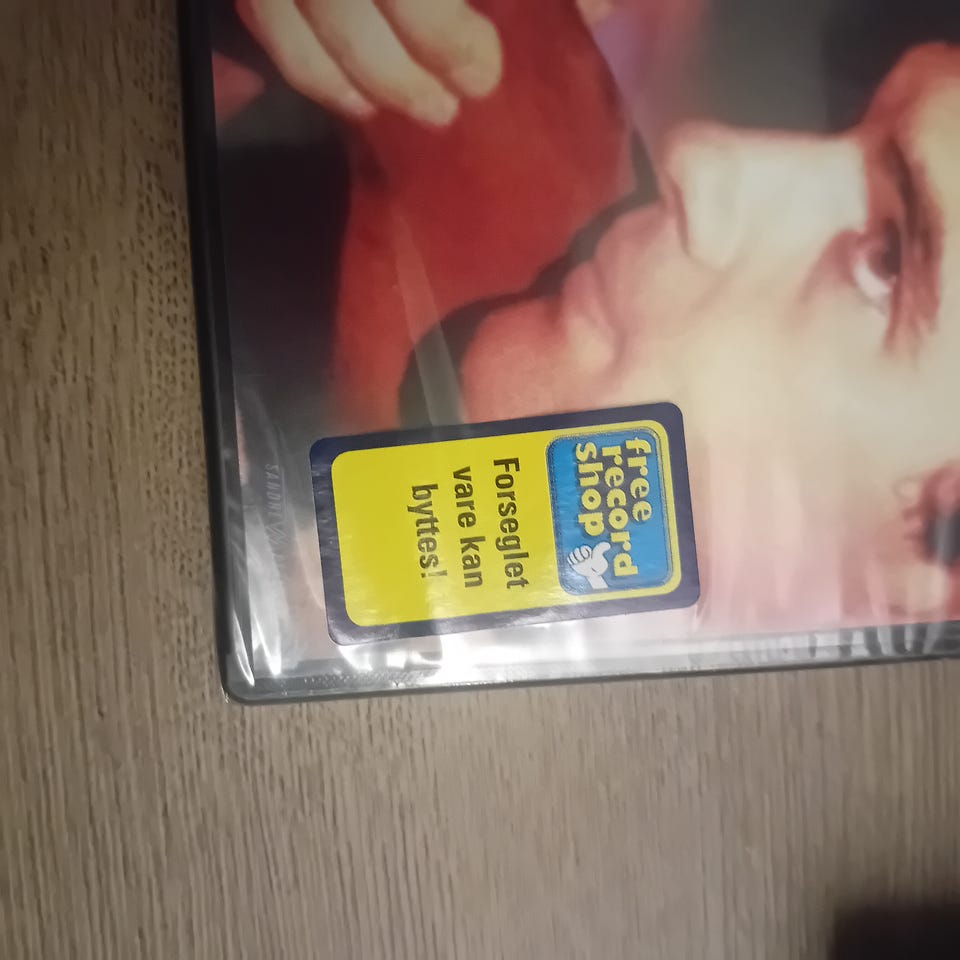 free
record
shop
Forseglet
vare kan
byttes!